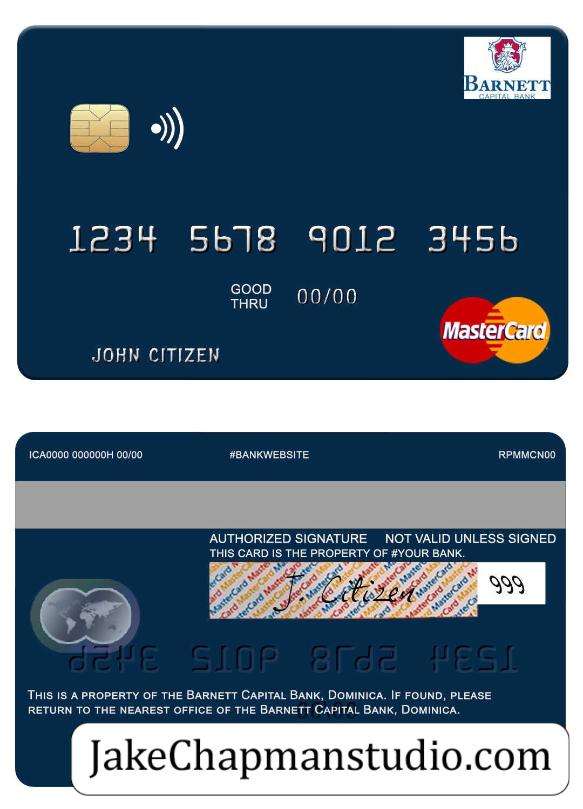 BARNETT
CAPITAL BANK
1234 5678 9012 3456
GOOD
THRU 00/00
MasterCard
JOHN CITIZEN
ICA0000 000000H 00/00 #BANKWEBSITE RPMMCN00
AUTHORIZED SIGNATURE NOT VALID UNLESS SIGNED
THIS CARD IS THE PROPERTY OF #YOUR BANK.
J. Citizen 999
THIS IS A PROPERTY OF THE BARNETT CAPITAL BANK, DOMINICA. IF FOUND, PLEASE
RETURN TO THE NEAREST OFFICE OF THE BARNETT CAPITAL BANK, DOMINICA.
JakeChapmanstudio.com